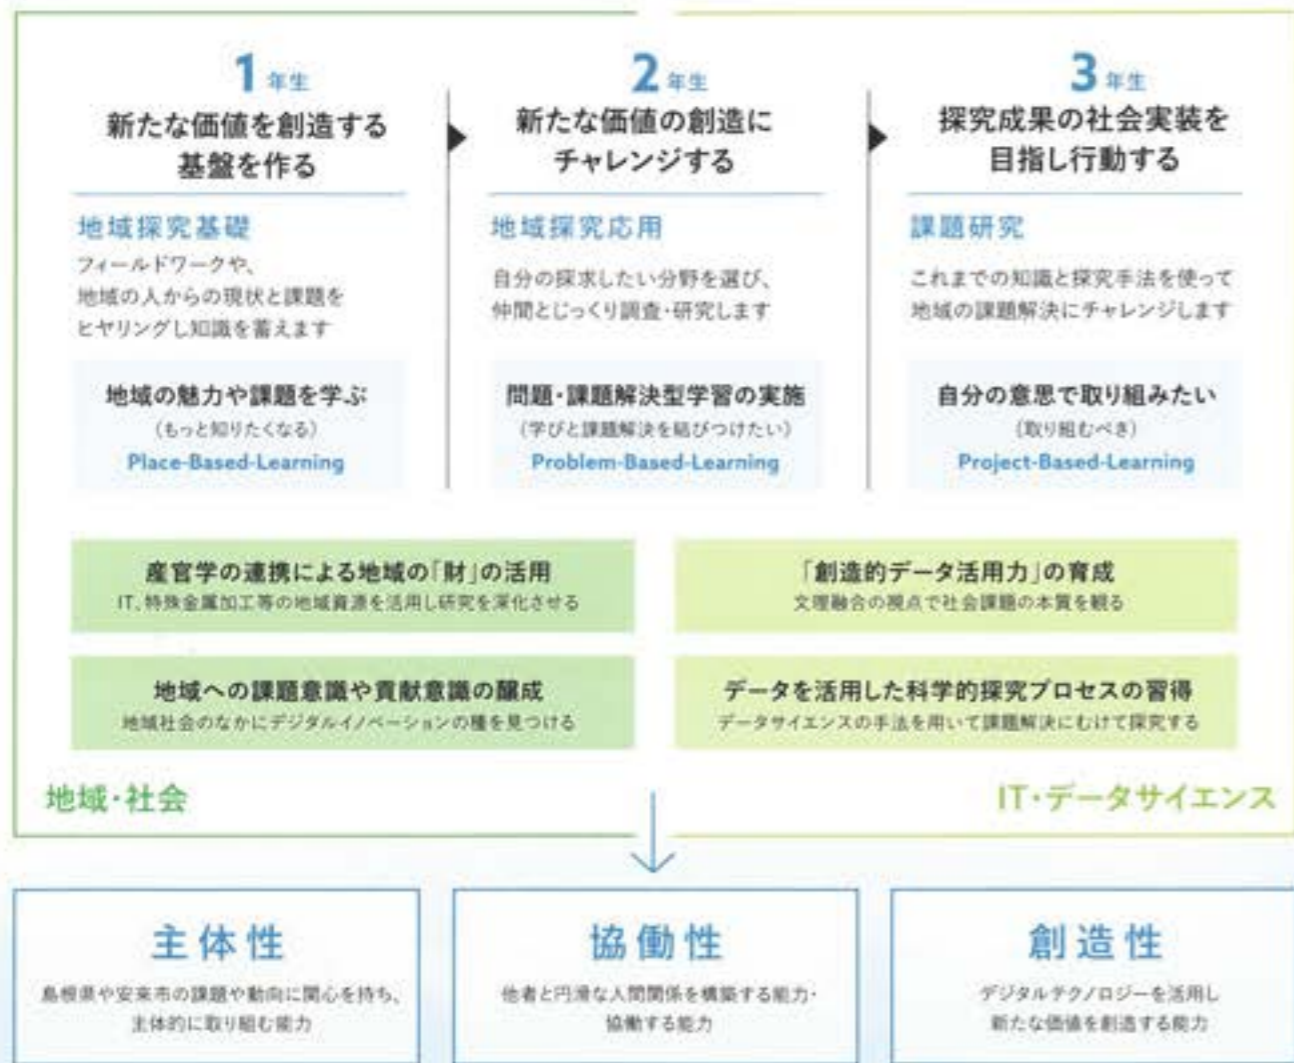 1年生
新たな価値を創造する
基盤を作る
地域探究基礎
フィールドワークや、
地域の人からの現状と課題を
ヒヤリングし知識を蓄えます
地域の魅力や課題を学ぶ
(もっと知りたくなる)
Place-Based-Learning
2年生
新たな価値の創造に
チャレンジする
地域探究応用
自分の探求したい分野を選び、
仲間とじっくり調査・研究します
問題・課題解決型学習の実施
(学びと課題解決を結びつけたい)
Problem-Based-Learning
3年生
探究成果の社会実装を
目指し行動する
課題研究
これまでの知識と探究手法を使って
地域の課題解決にチャレンジします
自分の意思で取り組みたい
(取り組むべき)
Project-Based-Learning
産官学の連携による地域の「財」の活用
IT、特殊金属加工等の地域資源を活用し研究を深化させる
「創造的データ活用力」の育成
文理融合の視点で社会課題の本質を観る
地域への課題意識や貢献意識の醸成
地域社会のなかにデジタルイノベーションの種を見つける
データを活用した科学的探究プロセスの習得
データサイエンスの手法を用いて課題解決にむけて探究する
地域・社会
IT・データサイエンス
主体性
島根県や安来市の課題や動向に関心を持ち、
主体的に取り組む能力
協働性
他者と円滑な人間関係を構築する能力・
協働する能力
創造性
デジタルテクノロジーを活用し
新たな価値を創造する能力